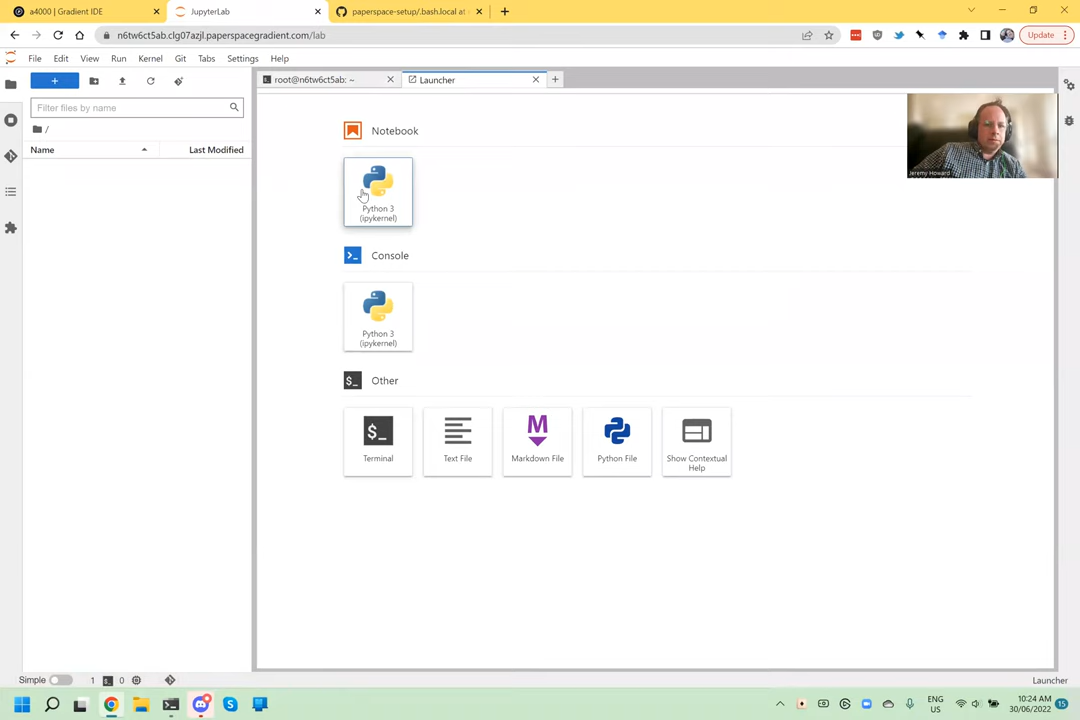 a4000 | Gradient IDE
JupyterLab
paperspace-setup/.bash.local at
n6tw6ct5ab.clg07azjl.paperspacegradient.com/lab
Update
File Edit View Run Kernel Git Tabs Settings Help
root@n6tw6ct5ab: ~
Launcher
Filter files by name
/
Name
Last Modified
Notebook
Python 3
(ipykernel)
Console
Python 3
(ipykernel)
$_ Other
$_
Terminal
Text File
M
Markdown File
Python File
Show Contextual
Help
Jeremy Howard
Simple
1
0
Launcher
ENG
US
10:24 AM
30/06/2022
15